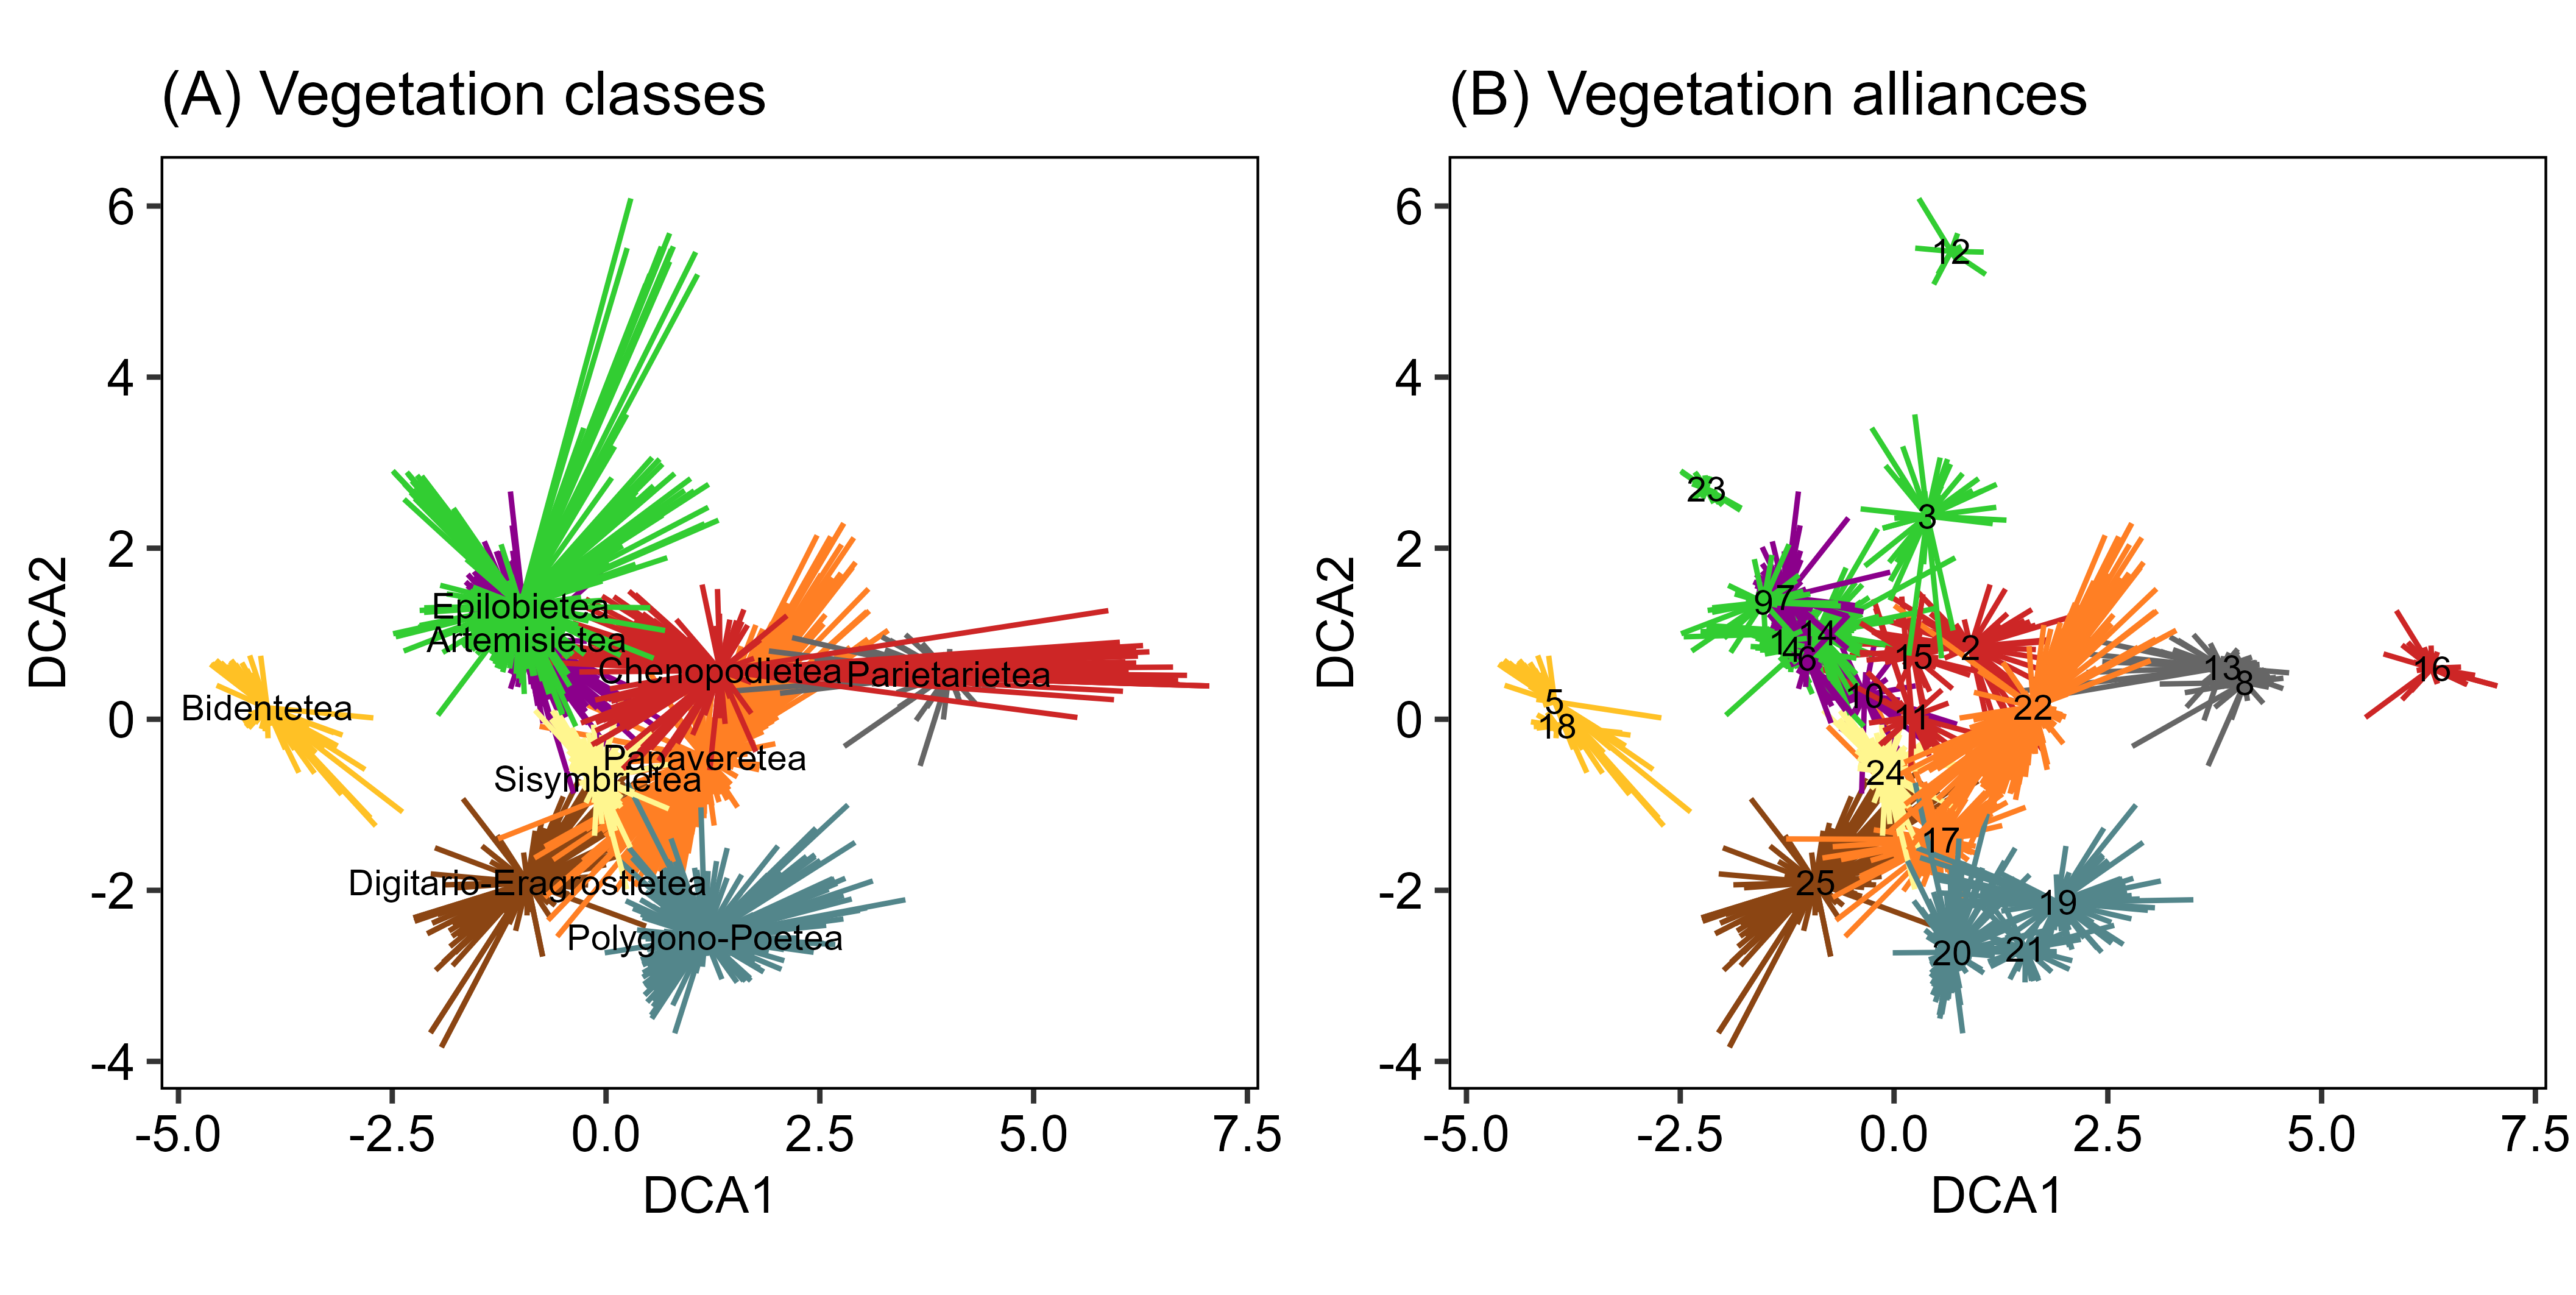 (A) Vegetation classes
DCA2
6
4
2
0
-2
-4
Epilobietea
Artemisietea
Chenopodietea
Parietarietea
Bidentetea
Papaveretea
Sisymbrietea
Digitario-Eragrostietea
Polygono-Poetea
-5.0 -2.5 0.0 2.5 5.0 7.5
DCA1
(B) Vegetation alliances
DCA2
6
4
2
0
-2
-4
12
23
3
9 7
14
6
2
15
13
16
8
10
5
22
11
18
24
17
25
19
21
20
-5.0 -2.5 0.0 2.5 5.0 7.5
DCA1